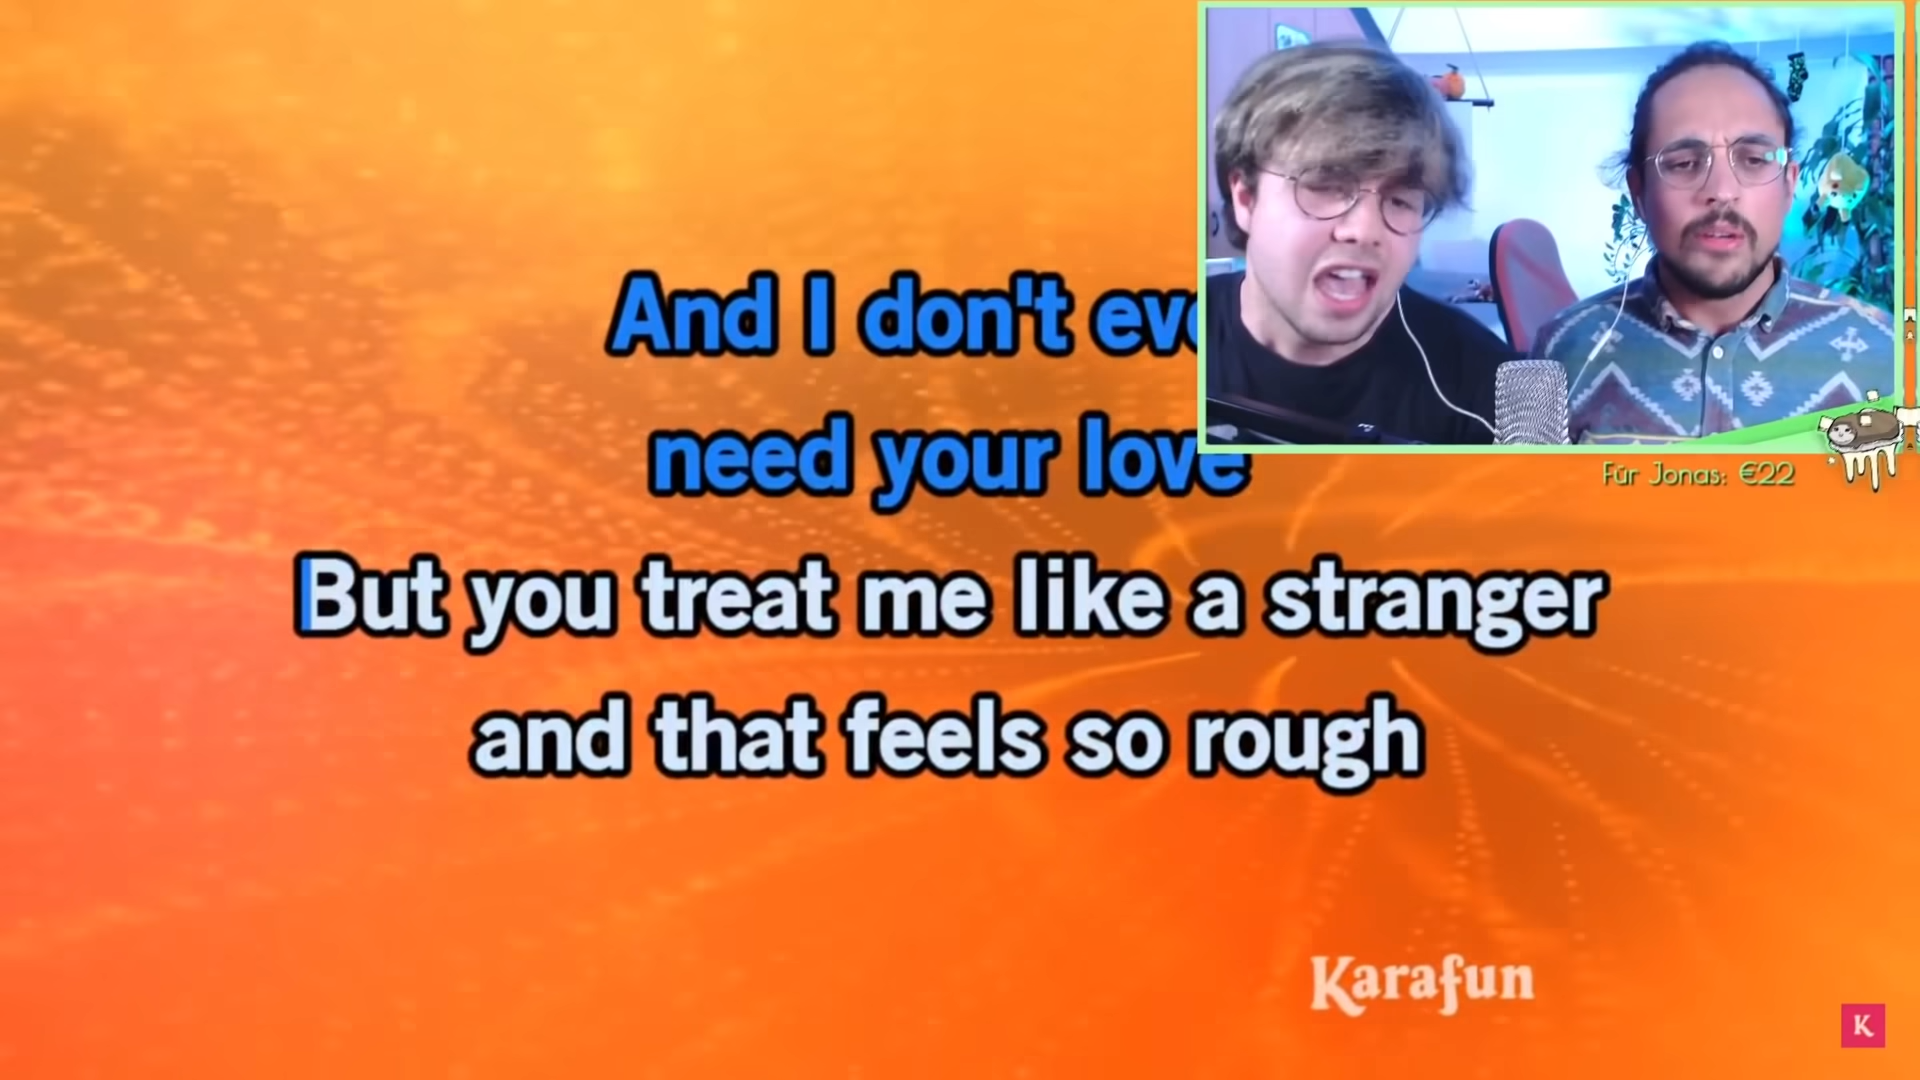 And I don't eve
need your love
Für Jonas: €22
But you treat me like a stranger
and that feels so rough
Karafun
K